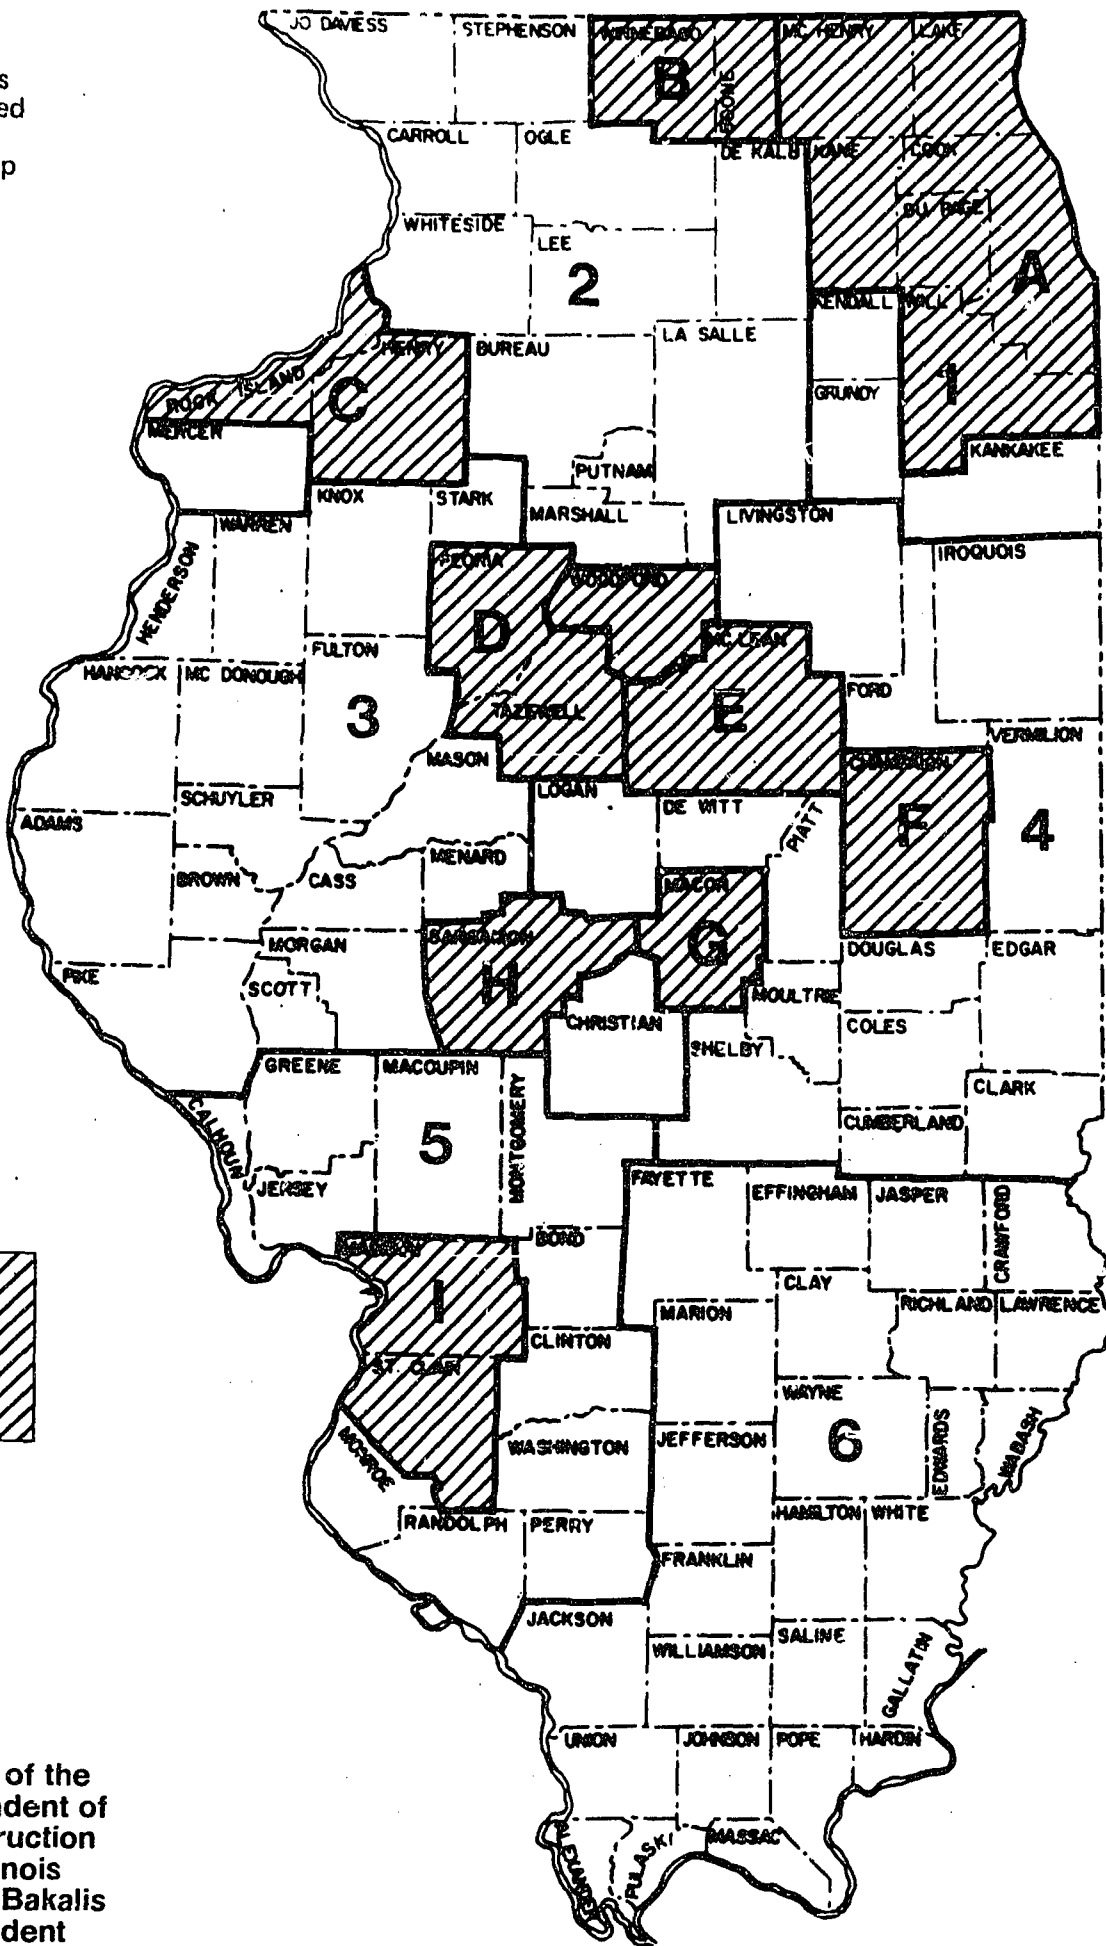 s
ed
p
JO DAVIESS
STEPHENSON
WINNEBAGO
MC HENRY
LAKE
B
BOONE
CARROLL
OGLE
DE KALB
KANE
COOK
DU PAGE
WHITESIDE
LEE
2
A
KENDALL
WILL
LA SALLE
HENRY
BUREAU
ROCK ISLAND
C
GRUNDY
1
MERCER
KANKAKEE
PUTNAM
KNOX
STARK
MARSHALL
LIVINGSTON
WARREN
HENDERSON
IROQUOIS
PEORIA
WOODFORD
D
MC LEAN
FULTON
HANCOCK
MC DONOUGH
E
FORD
TAZEWELL
3
VERMILION
MASON
CHAMPAIGN
LOGAN
DE WITT
SCHUYLER
PIATT
F
4
ADAMS
MENARD
BROWN
CASS
MACON
SANGAMON
G
MORGAN
DOUGLAS
EDGAR
PIKE
SCOTT
H
MOULTRIE
CHRISTIAN
COLES
SHELBY
GREENE
MACOUPIN
CLARK
CALHOUN
MONTGOMERY
CUMBERLAND
5
JERSEY
FAYETTE
EFFINGHAM
JASPER
CRAWFORD
MADISON
BOND
I
CLAY
RICHLAND
LAWRENCE
MARION
CLINTON
ST. CLAIR
WAYNE
MONROE
WASHINGTON
JEFFERSON
6
EDWARDS
WABASH
RANDOLPH
PERRY
HAMILTON
WHITE
FRANKLIN
JACKSON
WILLIAMSON
SALINE
GALLATIN
UNION
JOHNSON
POPE
HARDIN
ALEXANDER
PULASKI
MASSAC
of the
ndent of
ruction
nois
Bakalis
dent